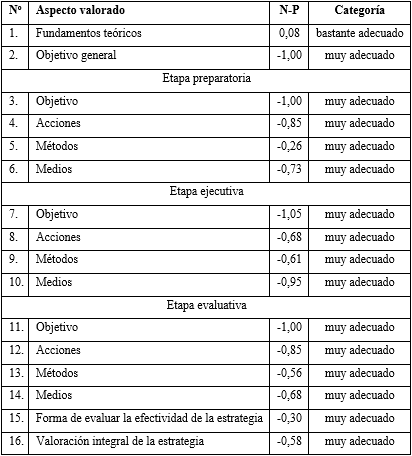 Nº Aspecto valorado N-P Categoría
1. Fundamentos teóricos 0,08 bastante adecuado
2. Objetivo general -1,00 muy adecuado
Etapa preparatoria
3. Objetivo -1,00 muy adecuado
4. Acciones -0,85 muy adecuado
5. Métodos -0,26 muy adecuado
6. Medios -0,73 muy adecuado
Etapa ejecutiva
7. Objetivo -1,05 muy adecuado
8. Acciones -0,68 muy adecuado
9. Métodos -0,61 muy adecuado
10. Medios -0,95 muy adecuado
Etapa evaluativa
11. Objetivo -1,00 muy adecuado
12. Acciones -0,85 muy adecuado
13. Métodos -0,56 muy adecuado
14. Medios -0,68 muy adecuado
15. Forma de evaluar la efectividad de la estrategia -0,30 muy adecuado
16. Valoración integral de la estrategia -0,58 muy adecuado